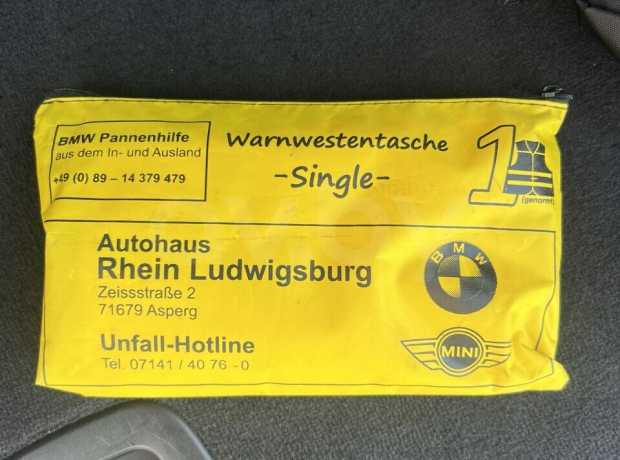 BMW Pannenhilfe
aus dem In- und Ausland
+49 (0) 89 – 14 379 479
Warnwestentasche
-Single-
1
(genormt)
Autohaus
Rhein Ludwigsburg
Zeissstraße 2
71679 Asperg
Unfall-Hotline
Tel. 07141 / 40 76 -0
BMW
MINI